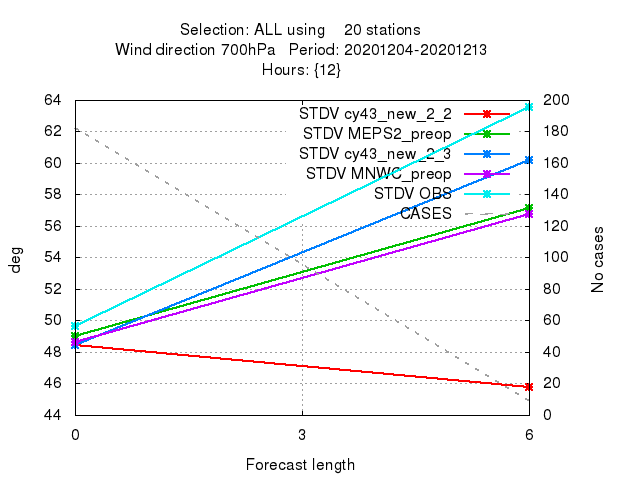 Selection: ALL using 20 stations
Wind direction 700hPa Period: 20201204-20201213
Hours: {12}
STDV cy43_new_2_2
STDV MEPS2_preop
STDV cy43_new_2_3
STDV MNWC_preop
STDV OBS
CASES
64
62
60
58
56
54
52
50
48
46
44
200
180
160
140
120
100
80
60
40
20
0
deg
No cases
0
3
6
Forecast length